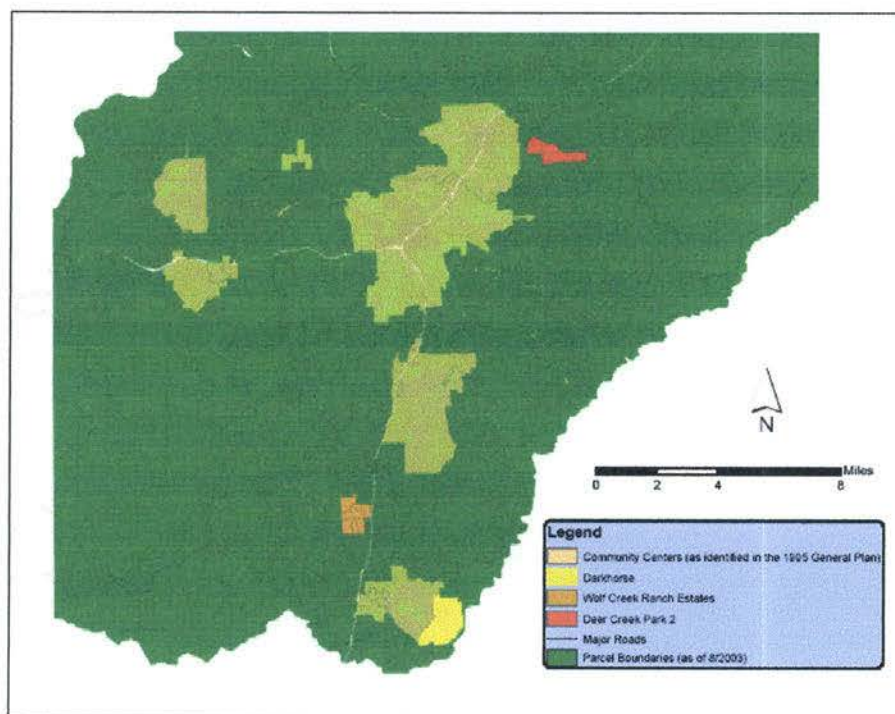 N
Miles
0 2 4 8
Legend
Community Centers (as identified in the 1995 General Plan)
Darkhorse
Wolf Creek Ranch Estates
Deer Creek Park 2
Major Roads
Parcel Boundaries (as of 8/2003)